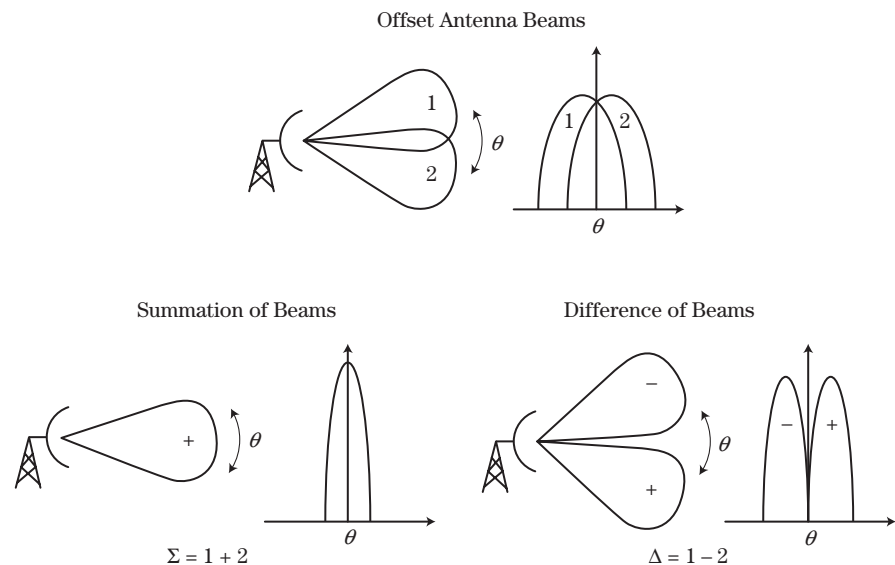 Offset Antenna Beams
1
2
θ
1 2
θ
Summation of Beams
+
θ
θ
Σ = 1 + 2
Difference of Beams
−
+
θ
− +
θ
Δ = 1 – 2